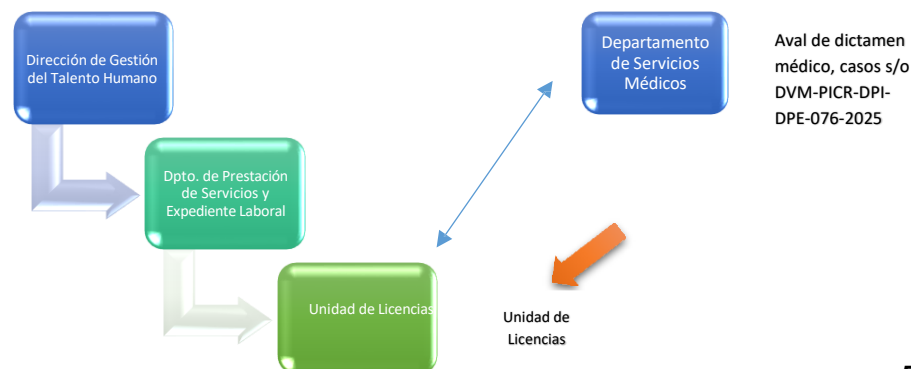 Dirección de Gestión
del Talento Humano
Departamento
de Servicios
Médicos
Aval de dictamen
médico, casos s/o
DVM-PICR-DPI-
DPE-076-2025
Dpto. de Prestación
de Servicios y
Expediente Laboral
Unidad de Licencias
Unidad de
Licencias